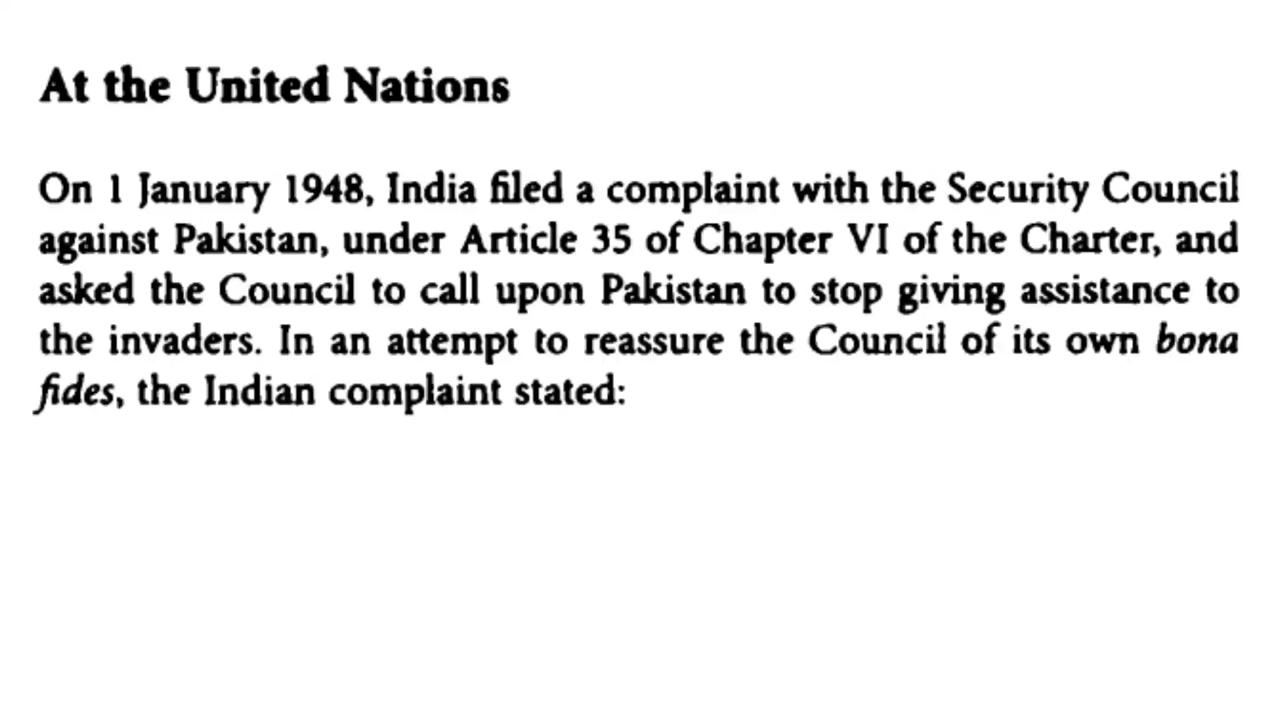 At the United Nations
On 1 January 1948, India filed a complaint with the Security Council
against Pakistan, under Article 35 of Chapter VI of the Charter, and
asked the Council to call upon Pakistan to stop giving assistance to
the invaders. In an attempt to reassure the Council of its own bona
fides, the Indian complaint stated: